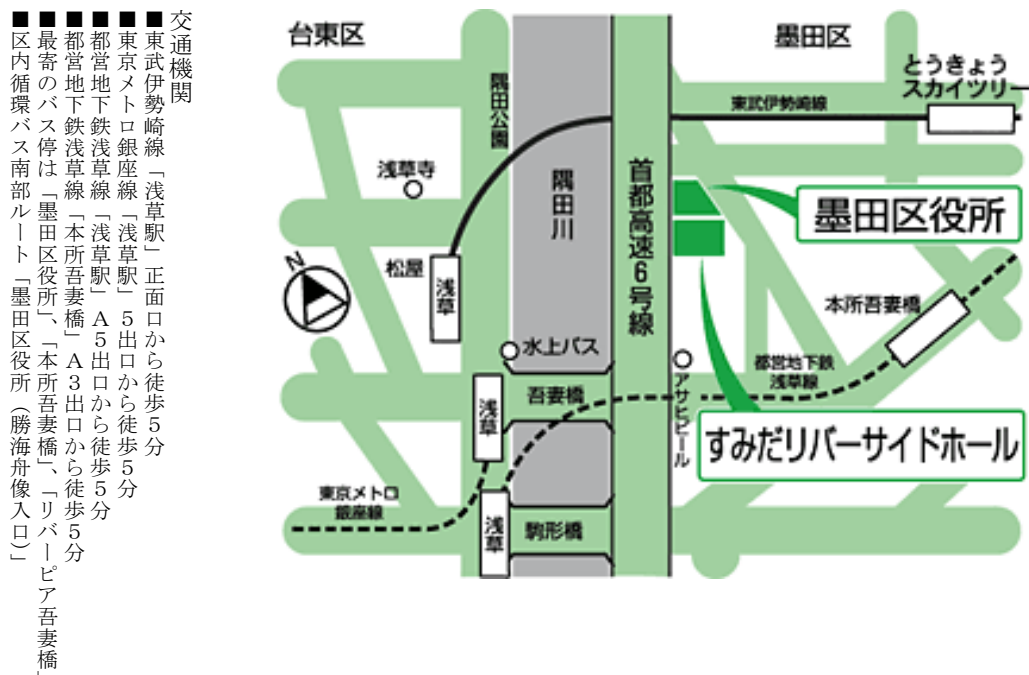 交通機関
■東武伊勢崎線「浅草駅」正面口から徒歩５分
■東京メトロ銀座線「浅草駅」５出口から徒歩５分
■都営地下鉄浅草線「浅草駅」Ａ５出口から徒歩５分
■都営地下鉄浅草線「本所吾妻橋」Ａ３出口から徒歩５分
■最寄のバス停は「墨田区役所」、「本所吾妻橋」、「リバーピア吾妻橋」
■区内循環バス南部ルート「墨田区役所（勝海舟像入口）」
台東区
墨田区
とうきょう
スカイツリー
東武伊勢崎線
隅田公園
浅草寺
隅田川
首都高速6号線
墨田区役所
N
松屋
浅草
本所吾妻橋
水上バス
都営地下鉄
浅草線
アサヒビール
吾妻橋
浅草
すみだリバーサイドホール
東京メトロ
銀座線
浅草
駒形橋